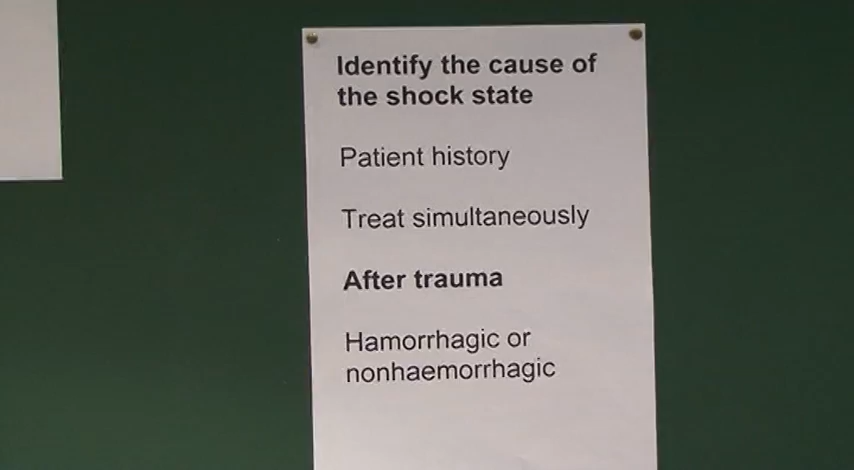 Identify the cause of
the shock state
Patient history
Treat simultaneously
After trauma
Hamorrhagic or
nonhaemorrhagic